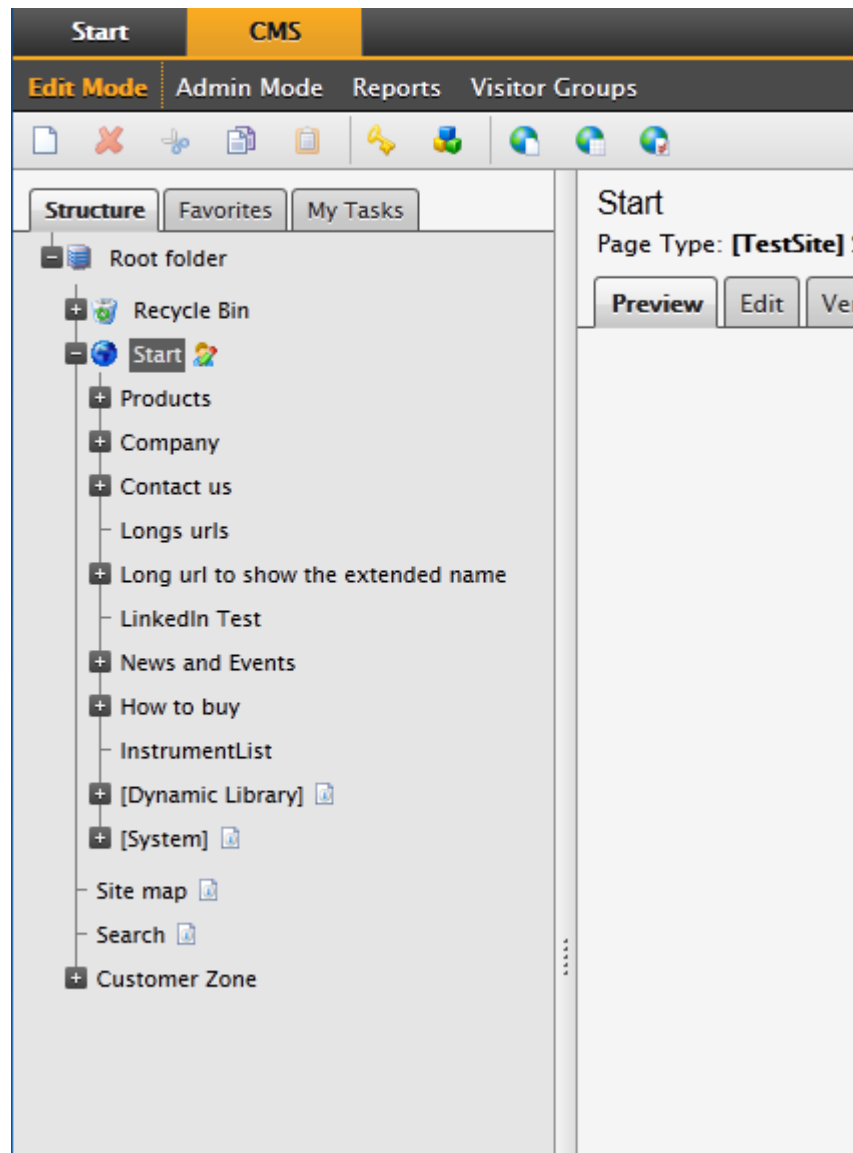 Start CMS
Edit Mode Admin Mode Reports Visitor Groups
Structure Favorites My Tasks
Root folder
Recycle Bin
Start
Products
Company
Contact us
Longs urls
Long url to show the extended name
LinkedIn Test
News and Events
How to buy
InstrumentList
[Dynamic Library]
[System]
Site map
Search
Customer Zone
Start
Page Type: [TestSite]
Preview Edit